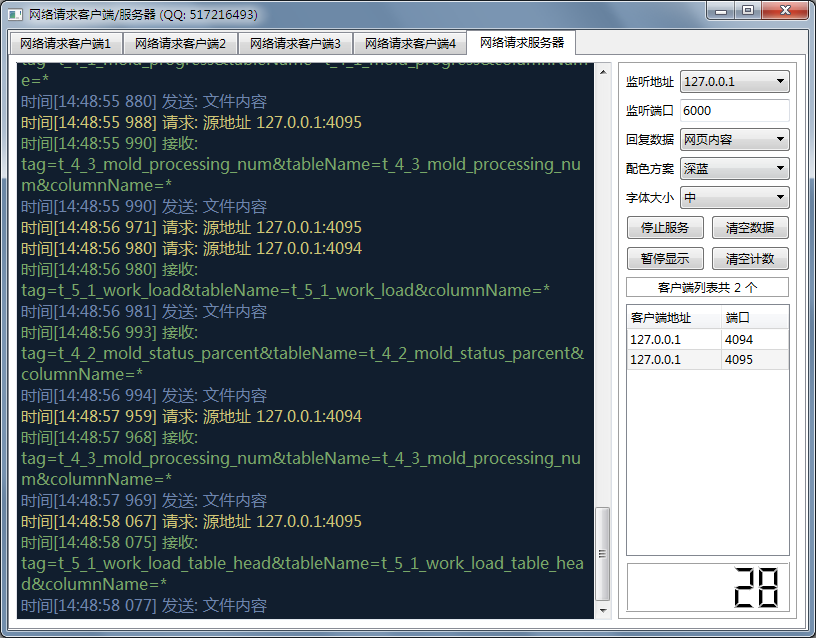 网络请求客户端/服务器 (QQ: 517216493)
网络请求客户端1
网络请求客户端2
网络请求客户端3
网络请求客户端4
网络请求服务器
tag=t_4_1_mold_progress&tableName=t_4_1_mold_progress&columnNam
e=*
时间[14:48:55 880] 发送: 文件内容
时间[14:48:55 988] 请求: 源地址 127.0.0.1:4095
时间[14:48:55 990] 接收:
tag=t_4_3_mold_processing_num&tableName=t_4_3_mold_processing_nu
m&columnName=*
时间[14:48:55 990] 发送: 文件内容
时间[14:48:56 971] 请求: 源地址 127.0.0.1:4095
时间[14:48:56 980] 请求: 源地址 127.0.0.1:4094
时间[14:48:56 980] 接收:
tag=t_5_1_work_load&tableName=t_5_1_work_load&columnName=*
时间[14:48:56 981] 发送: 文件内容
时间[14:48:56 993] 接收:
tag=t_4_2_mold_status_parcent&tableName=t_4_2_mold_status_parcent&
columnName=*
时间[14:48:56 994] 发送: 文件内容
时间[14:48:57 959] 请求: 源地址 127.0.0.1:4094
时间[14:48:57 968] 接收:
tag=t_4_3_mold_processing_num&tableName=t_4_3_mold_processing_nu
m&columnName=*
时间[14:48:57 969] 发送: 文件内容
时间[14:48:58 067] 请求: 源地址 127.0.0.1:4095
时间[14:48:58 075] 接收:
tag=t_5_1_work_load_table_head&tableName=t_5_1_work_load_table_hea
d&columnName=*
时间[14:48:58 077] 发送: 文件内容
监听地址 127.0.0.1
监听端口 6000
回复数据 网页内容
配色方案 深蓝
字体大小 中
停止服务 清空数据
暂停显示 清空计数
客户端列表共 2 个
客户端地址 端口
127.0.0.1 4094
127.0.0.1 4095
28